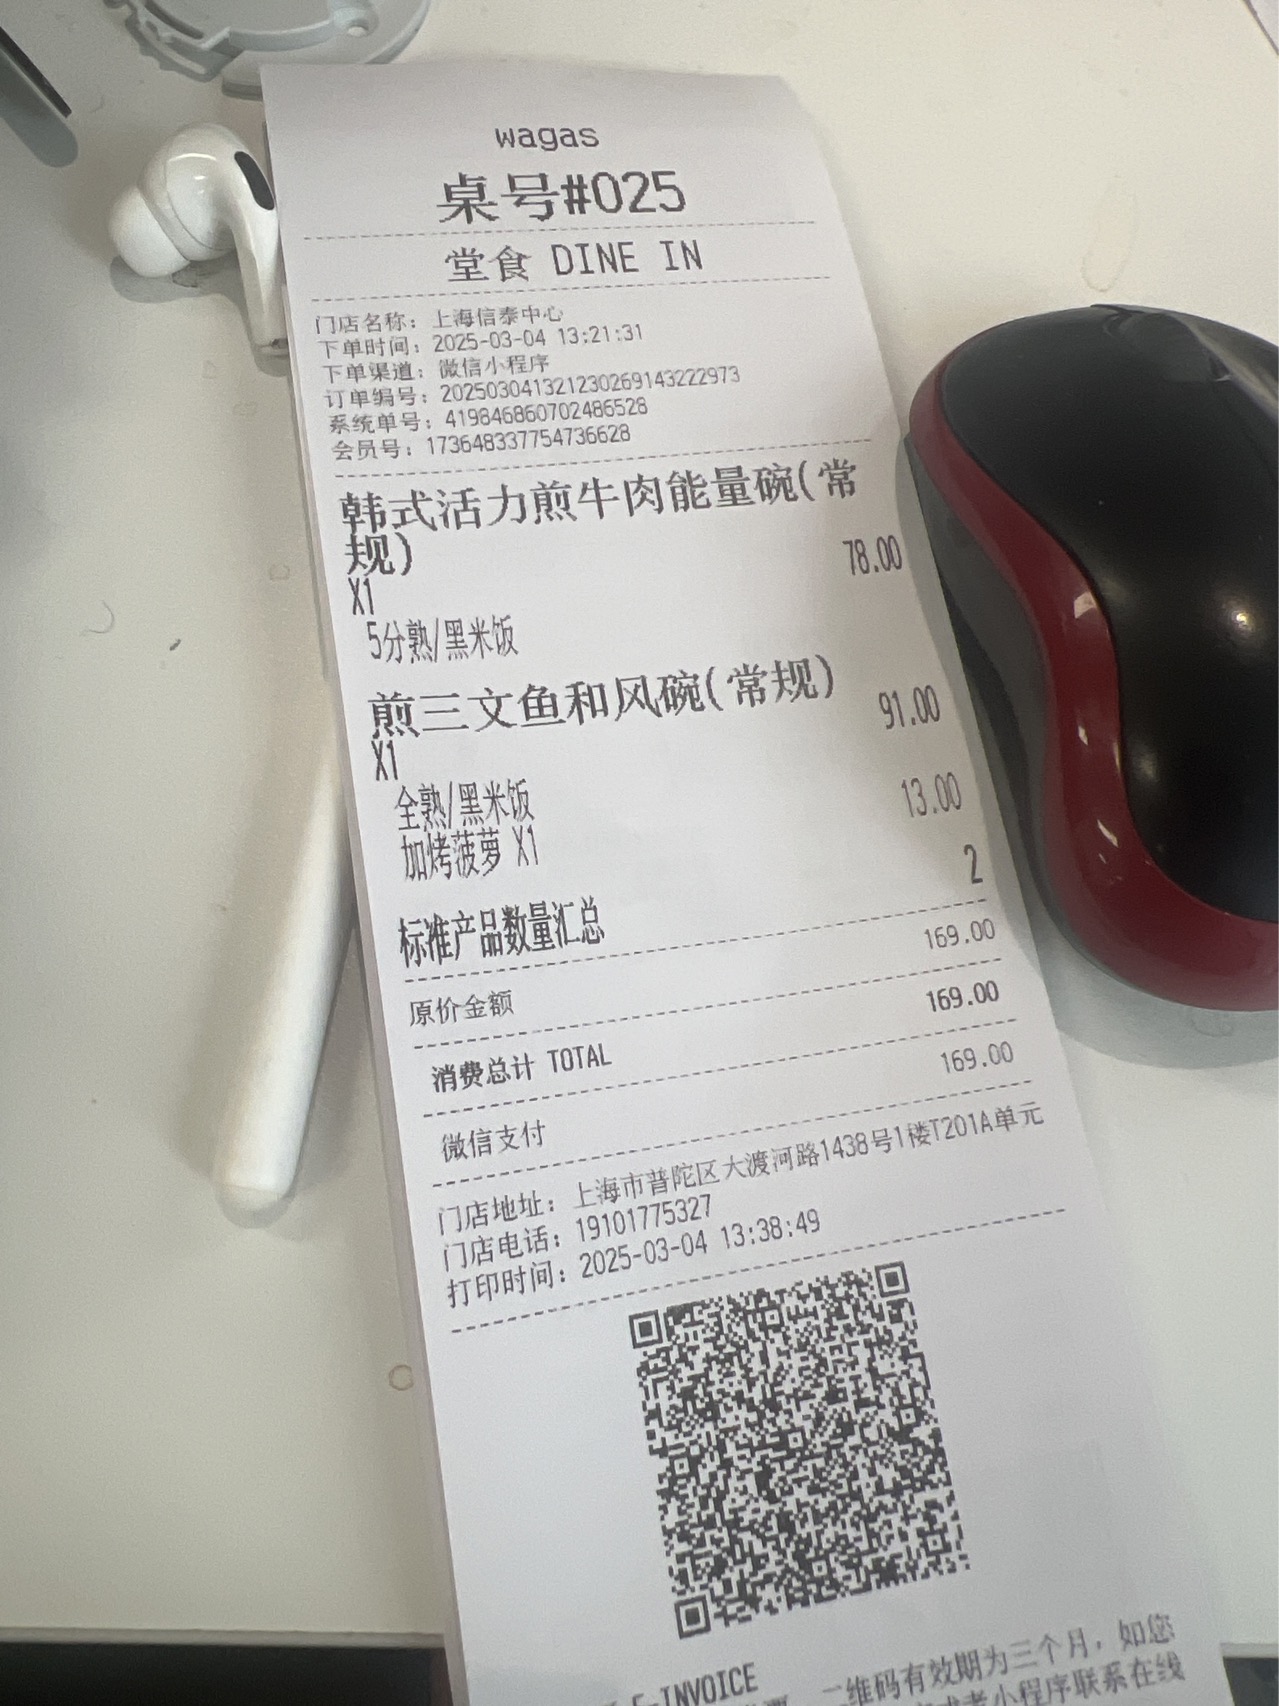 wagas
桌号#025
堂食 DINE IN
门店名称：上海信泰中心
下单时间：2025-03-04 13:21:31
下单渠道：微信小程序
订单编号：202503041321230269143222973
系统单号：419846860702486528
会员号：173648337754736628
韩式活力煎牛肉能量碗(常
规)
X1 78.00
5分熟/黑米饭
煎三文鱼和风碗(常规)
X1 91.00
全熟/黑米饭
加烤菠萝 X1 13.00
标准产品数量汇总 2
原价金额 169.00
消费总计 TOTAL 169.00
微信支付 169.00
门店地址：上海市普陀区大渡河路1438号1楼T201A单元
门店电话：19101775327
打印时间：2025-03-04 13:38:49
E-INVOICE
二维码有效期为三个月，如您
或者小程序联系在线